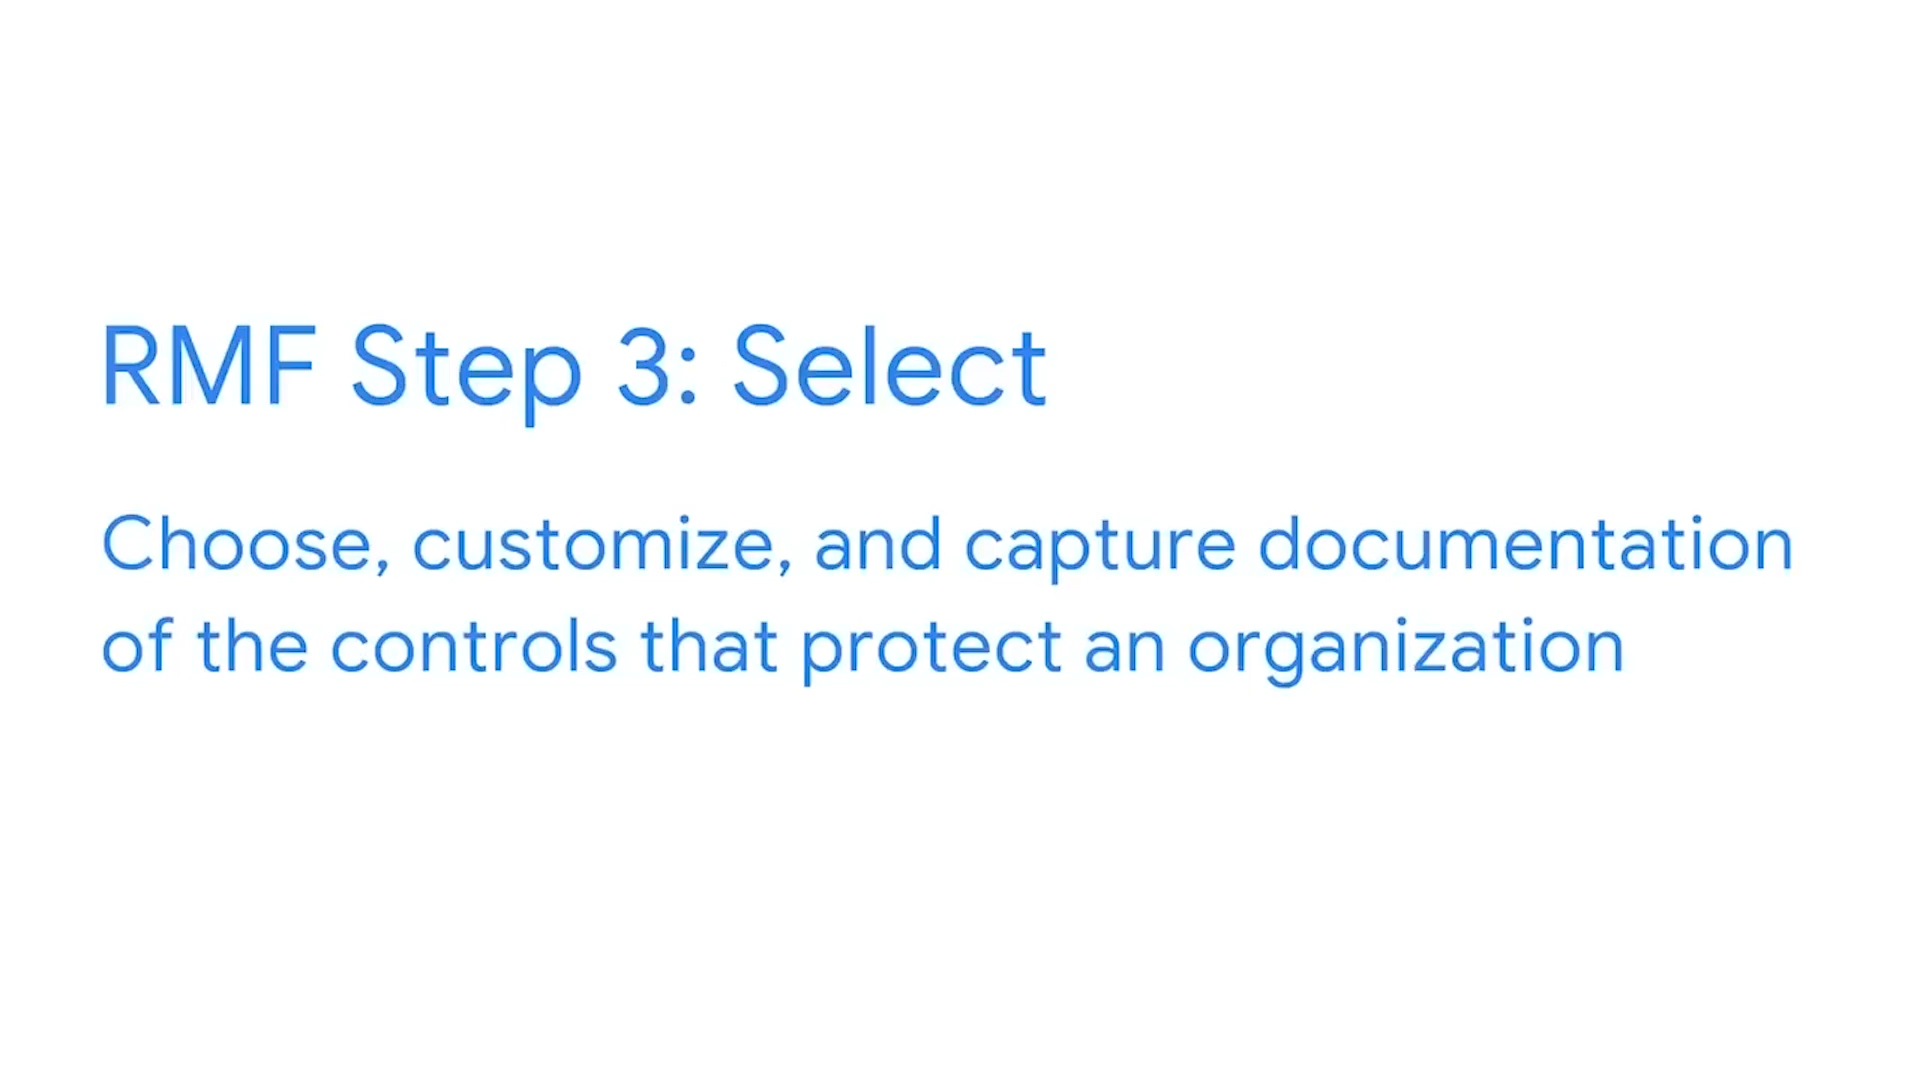 RMF Step 3: Select
Choose, customize, and capture documentation
of the controls that protect an organization